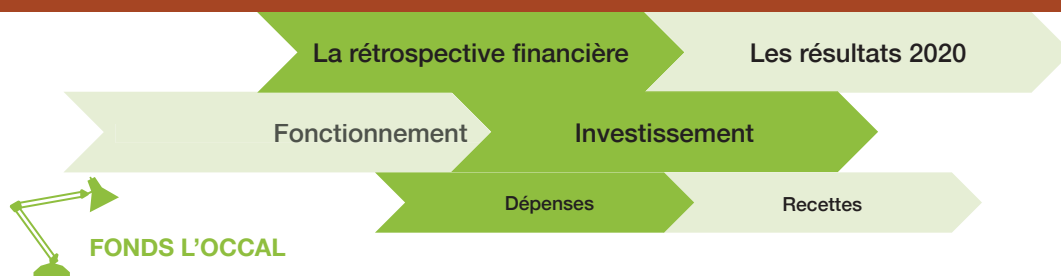 La rétrospective financière Les résultats 2020
Fonctionnement Investissement
Dépenses Recettes
FONDS L'OCCAL